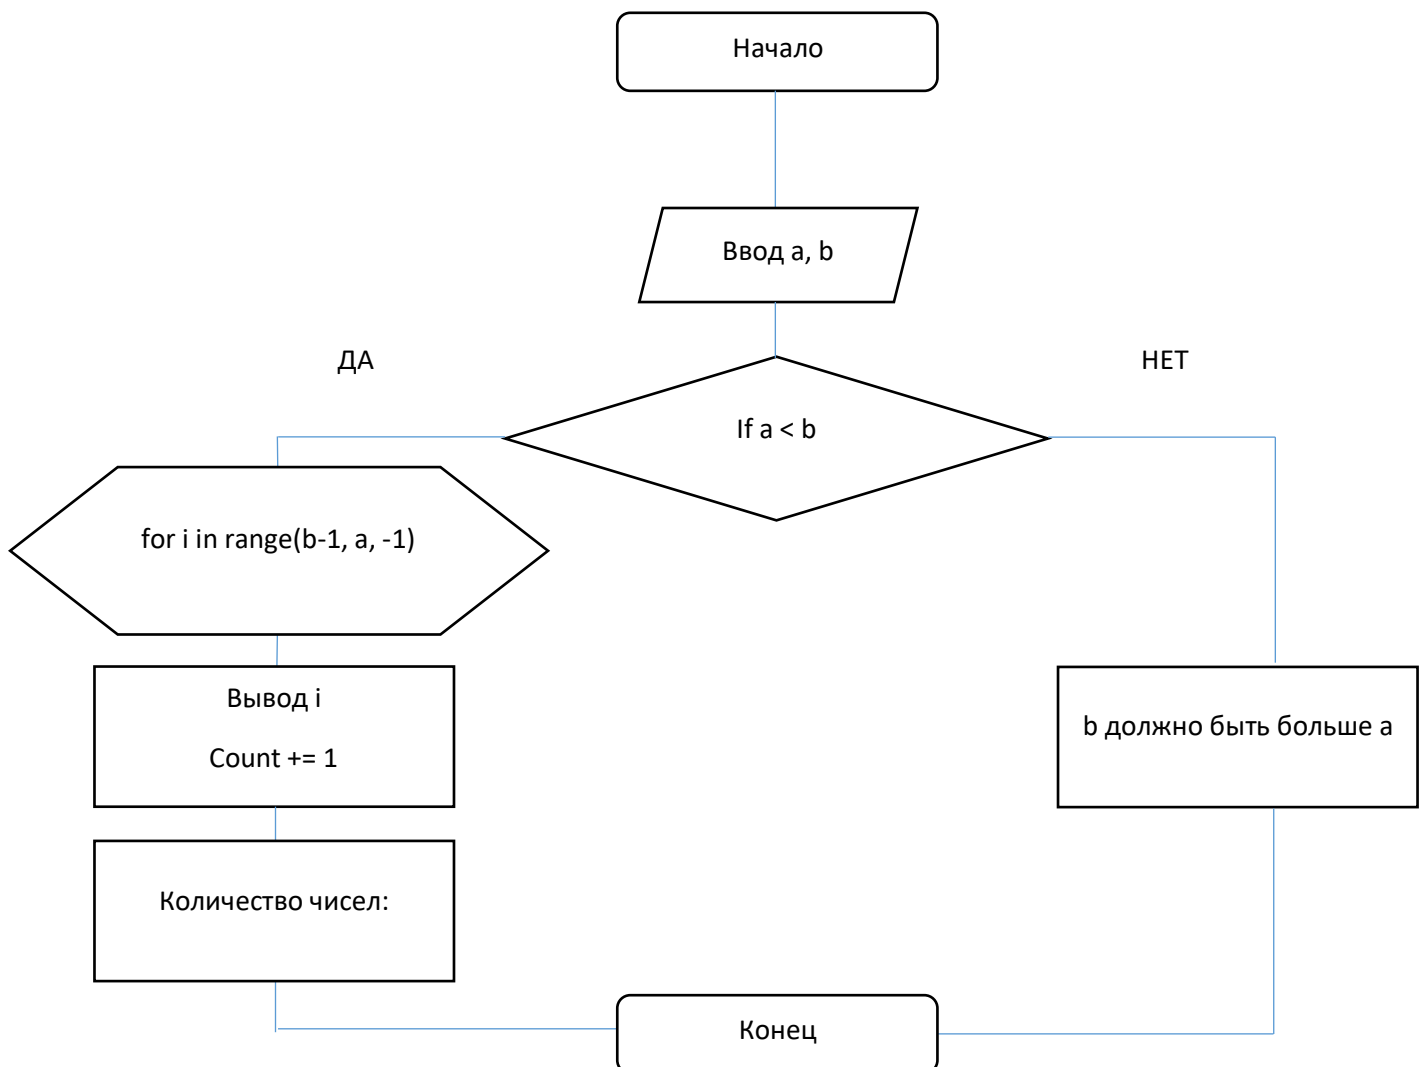 Начало
Ввод a, b
ДА
НЕТ
If a < b
for i in range(b-1, a, -1)
Вывод i
Count += 1
b должно быть больше a
Количество чисел:
Конец